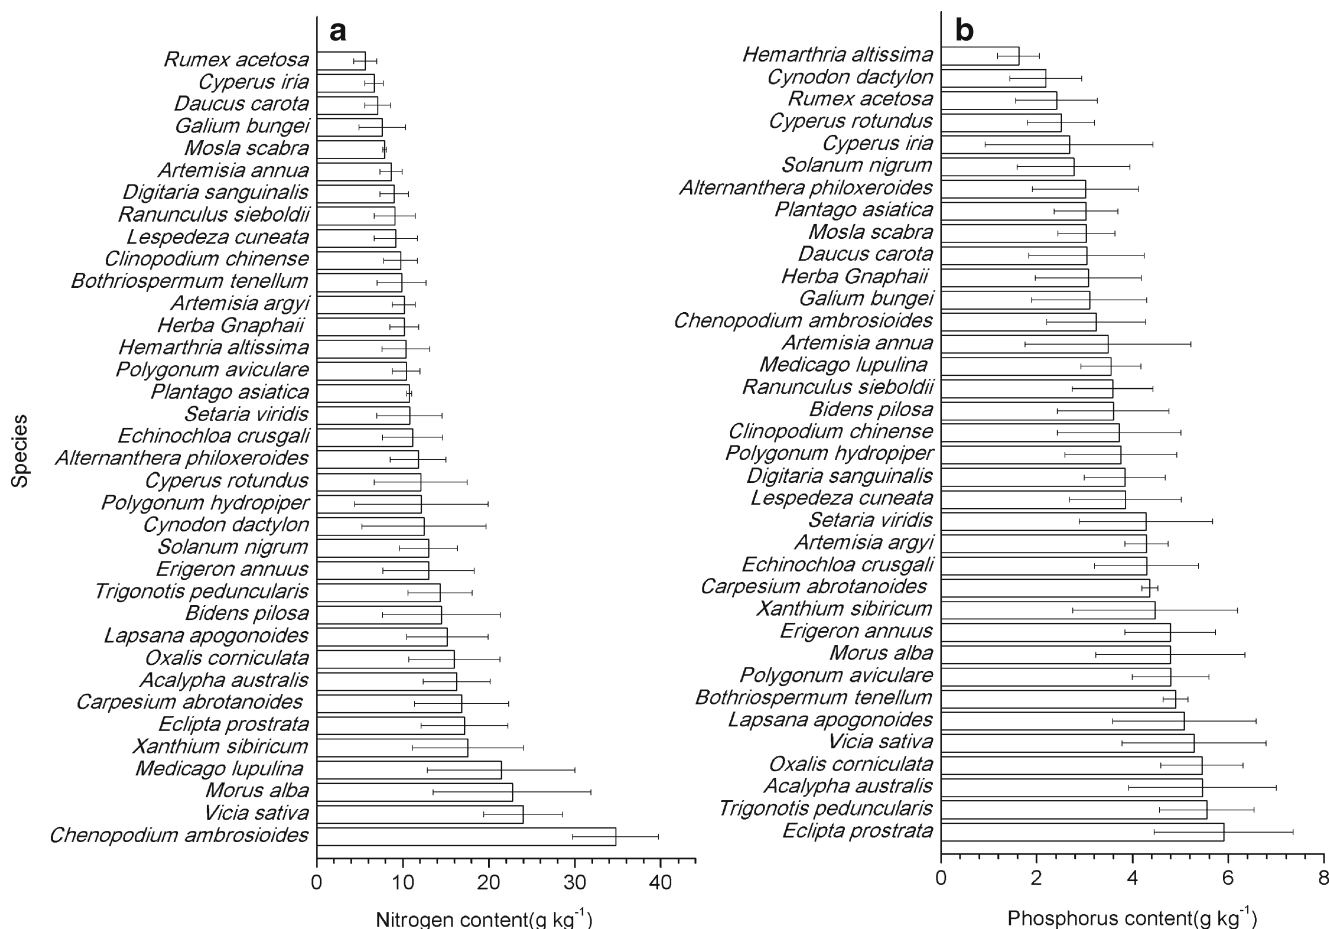 a
Rumex acetosa
Cyperus iria
Daucus carota
Galium bungei
Mosla scabra
Artemisia annua
Digitaria sanguinalis
Ranunculus sieboldii
Lespedeza cuneata
Clinopodium chinense
Bothriospermum tenellum
Artemisia argyi
Herba Gnaphaii
Hemarthria altissima
Polygonum aviculare
Plantago asiatica
Setaria viridis
Echinochloa crusgali
Alternanthera philoxeroides
Cyperus rotundus
Polygonum hydropiper
Cynodon dactylon
Solanum nigrum
Erigeron annuus
Trigonotis peduncularis
Bidens pilosa
Lapsana apogonoides
Oxalis corniculata
Acalypha australis
Carpesium abrotanoides
Eclipta prostrata
Xanthium sibiricum
Medicago lupulina
Morus alba
Vicia sativa
Chenopodium ambrosioides
Species
0 10 20 30 40
Nitrogen content(g kg⁻¹)
b
Hemarthria altissima
Cynodon dactylon
Rumex acetosa
Cyperus rotundus
Cyperus iria
Solanum nigrum
Alternanthera philoxeroides
Plantago asiatica
Mosla scabra
Daucus carota
Herba Gnaphaii
Galium bungei
Chenopodium ambrosioides
Artemisia annua
Medicago lupulina
Ranunculus sieboldii
Bidens pilosa
Clinopodium chinense
Polygonum hydropiper
Digitaria sanguinalis
Lespedeza cuneata
Setaria viridis
Artemisia argyi
Echinochloa crusgali
Carpesium abrotanoides
Xanthium sibiricum
Erigeron annuus
Morus alba
Polygonum aviculare
Bothriospermum tenellum
Lapsana apogonoides
Vicia sativa
Oxalis corniculata
Acalypha australis
Trigonotis peduncularis
Eclipta prostrata
0 2 4 6 8
Phosphorus content(g kg⁻¹)